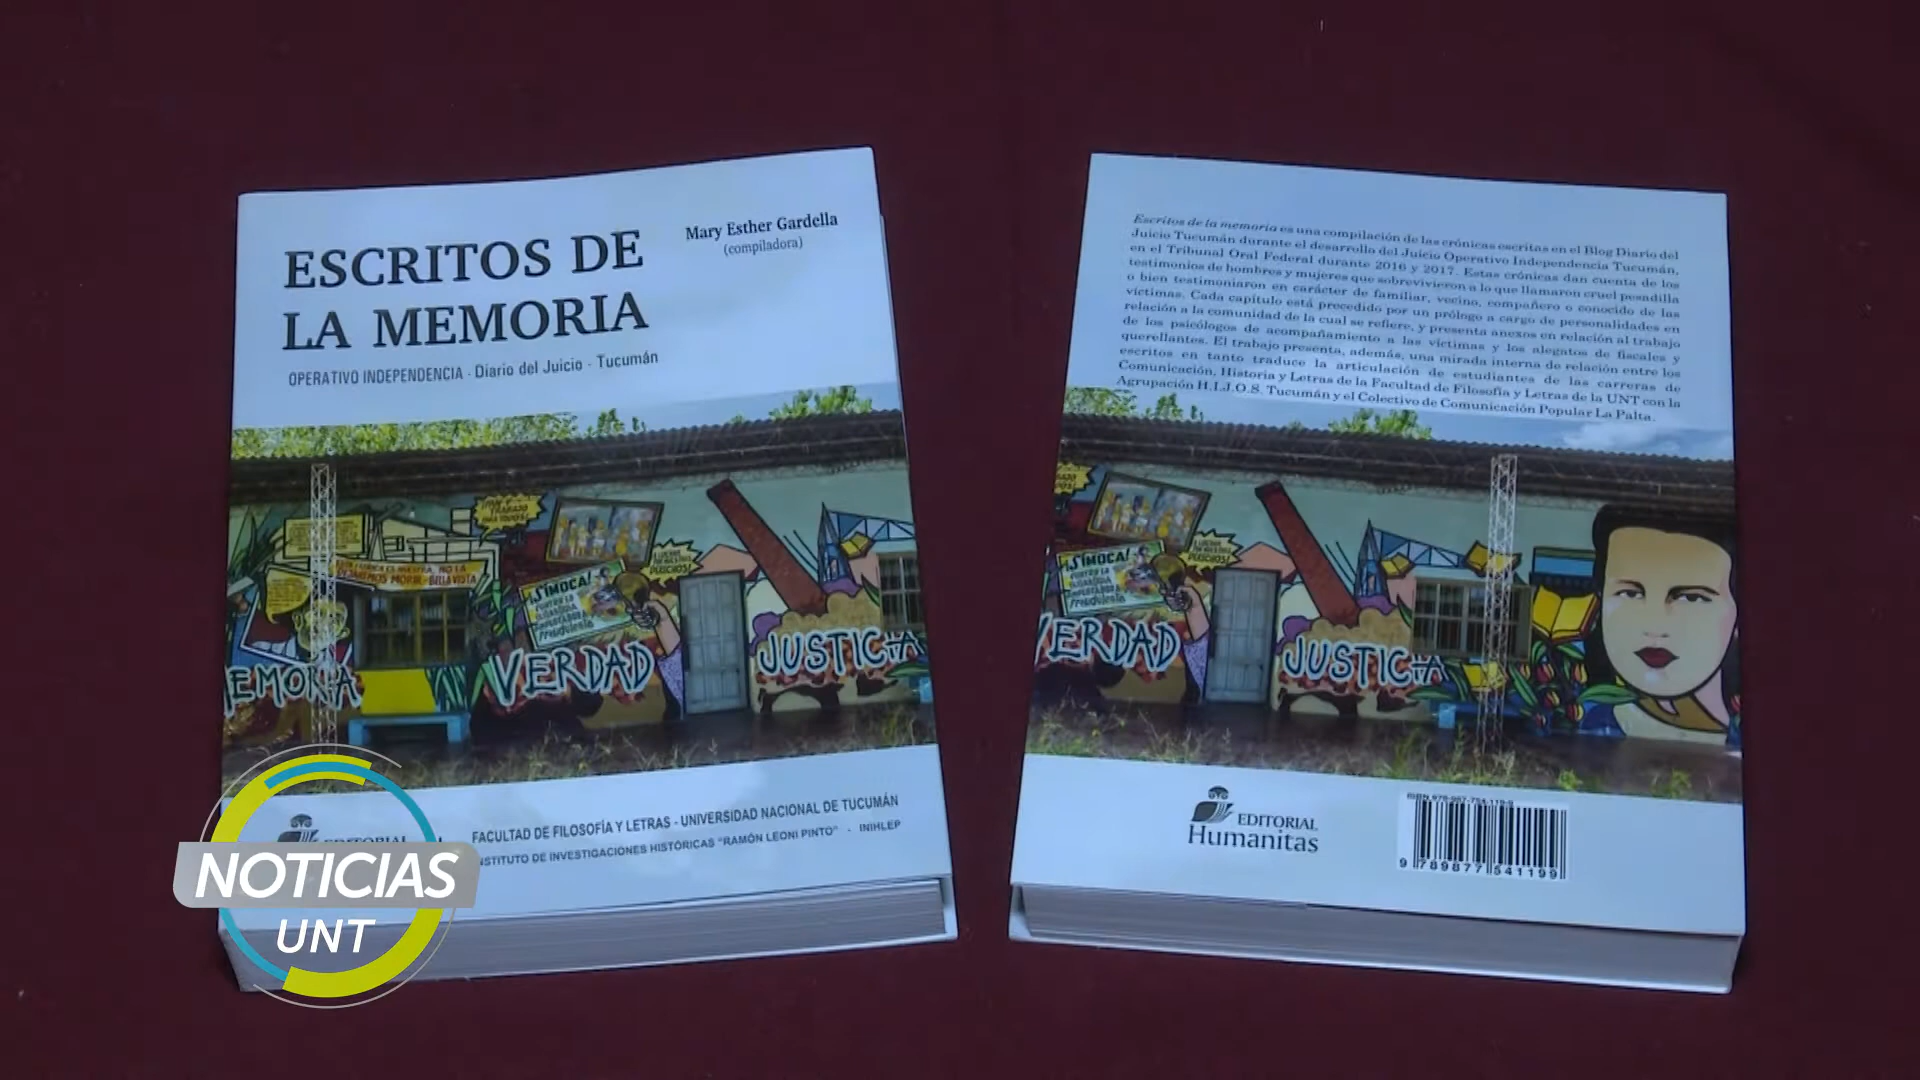 ESCRITOS DE
LA MEMORIA
Mary Esther Gardella
(compiladora)
OPERATIVO INDEPENDENCIA - Diario del Juicio - Tucumán
¡SIMOCA!
EMORIA
VERDAD
JUSTICIA
EDITORIAL
FACULTAD DE FILOSOFÍA Y LETRAS - UNIVERSIDAD NACIONAL DE TUCUMÁN
NSTITUTO DE INVESTIGACIONES HISTÓRICAS "RAMÓN LEONI PINTO" - INIHLEP
NOTICIAS
UNT
Escritos de la memoria es una compilación de las crónicas escritas en el Blog Diario del
Juicio Tucumán durante el desarrollo del Juicio Operativo Independencia Tucumán,
en el Tribunal Oral Federal durante 2016 y 2017. Estas crónicas dan cuenta de los
testimonios de hombres y mujeres que sobrevivieron a lo que llamaron cruel pesadilla
o bien testimoniaron en carácter de familiar, vecino, compañero o conocido de las
víctimas. Cada capítulo está precedido por un prólogo a cargo de personalidades en
relación a la comunidad de la cual se refiere, y presenta anexos en relación al trabajo
de los psicólogos de acompañamiento a las víctimas y los alegatos de fiscales y
querellantes. El trabajo presenta, además, una mirada interna de relación entre los
escritos en tanto traduce la articulación de estudiantes de las carreras de
Comunicación, Historia y Letras de la Facultad de Filosofía y Letras de la UNT con la
Agrupación H.I.J.O.S. Tucumán y el Colectivo de Comunicación Popular La Palta.
¡SIMOCA!
VERDAD
JUSTICIA
EDITORIAL
Humanitas
ISBN 978-987-754-119-9
9 789877 541199